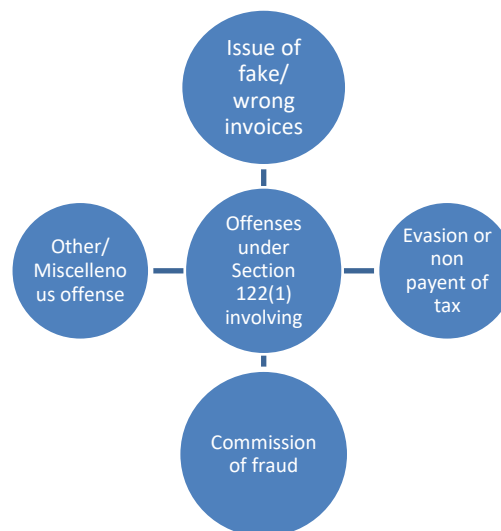 Issue of
fake/
wrong
invoices
Other/
Miscelleno
us offense
Offenses
under
Section
122(1)
involving
Evasion or
non
payent of
tax
Commission
of fraud